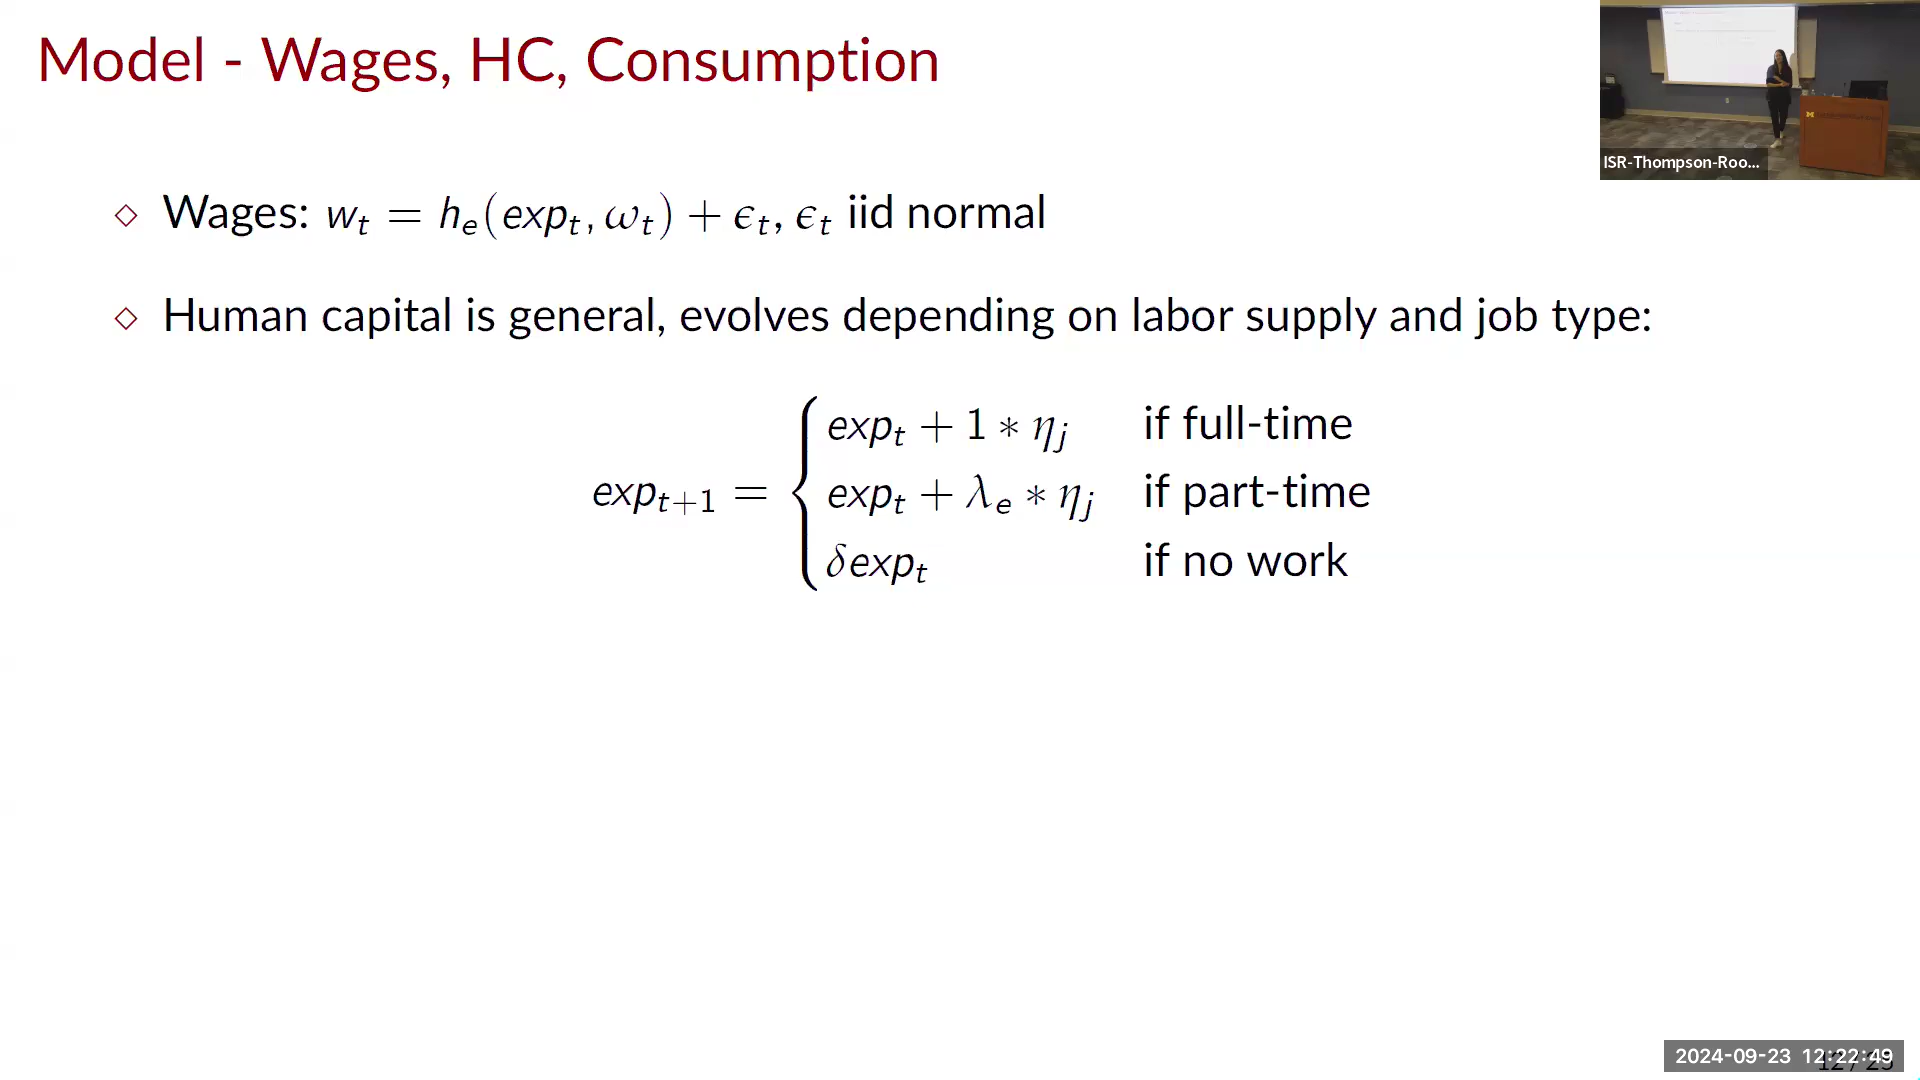 Model - Wages, HC, Consumption
ISR-Thompson-Roo...
◇ Wages: w_t = h_e(exp_t, ω_t) + ϵ_t, ϵ_t iid normal
◇ Human capital is general, evolves depending on labor supply and job type:
exp_{t+1} = {
exp_t + 1 * η_j if full-time
exp_t + λ_e * η_j if part-time
δexp_t if no work
2024-09-23 12:22:49